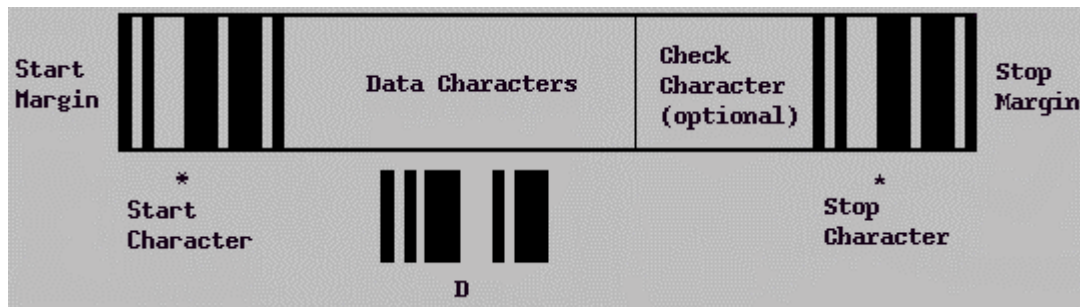 Start
Margin
Data Characters
Check
Character
(optional)
Stop
Margin
*
Start
Character
*
Stop
Character
D